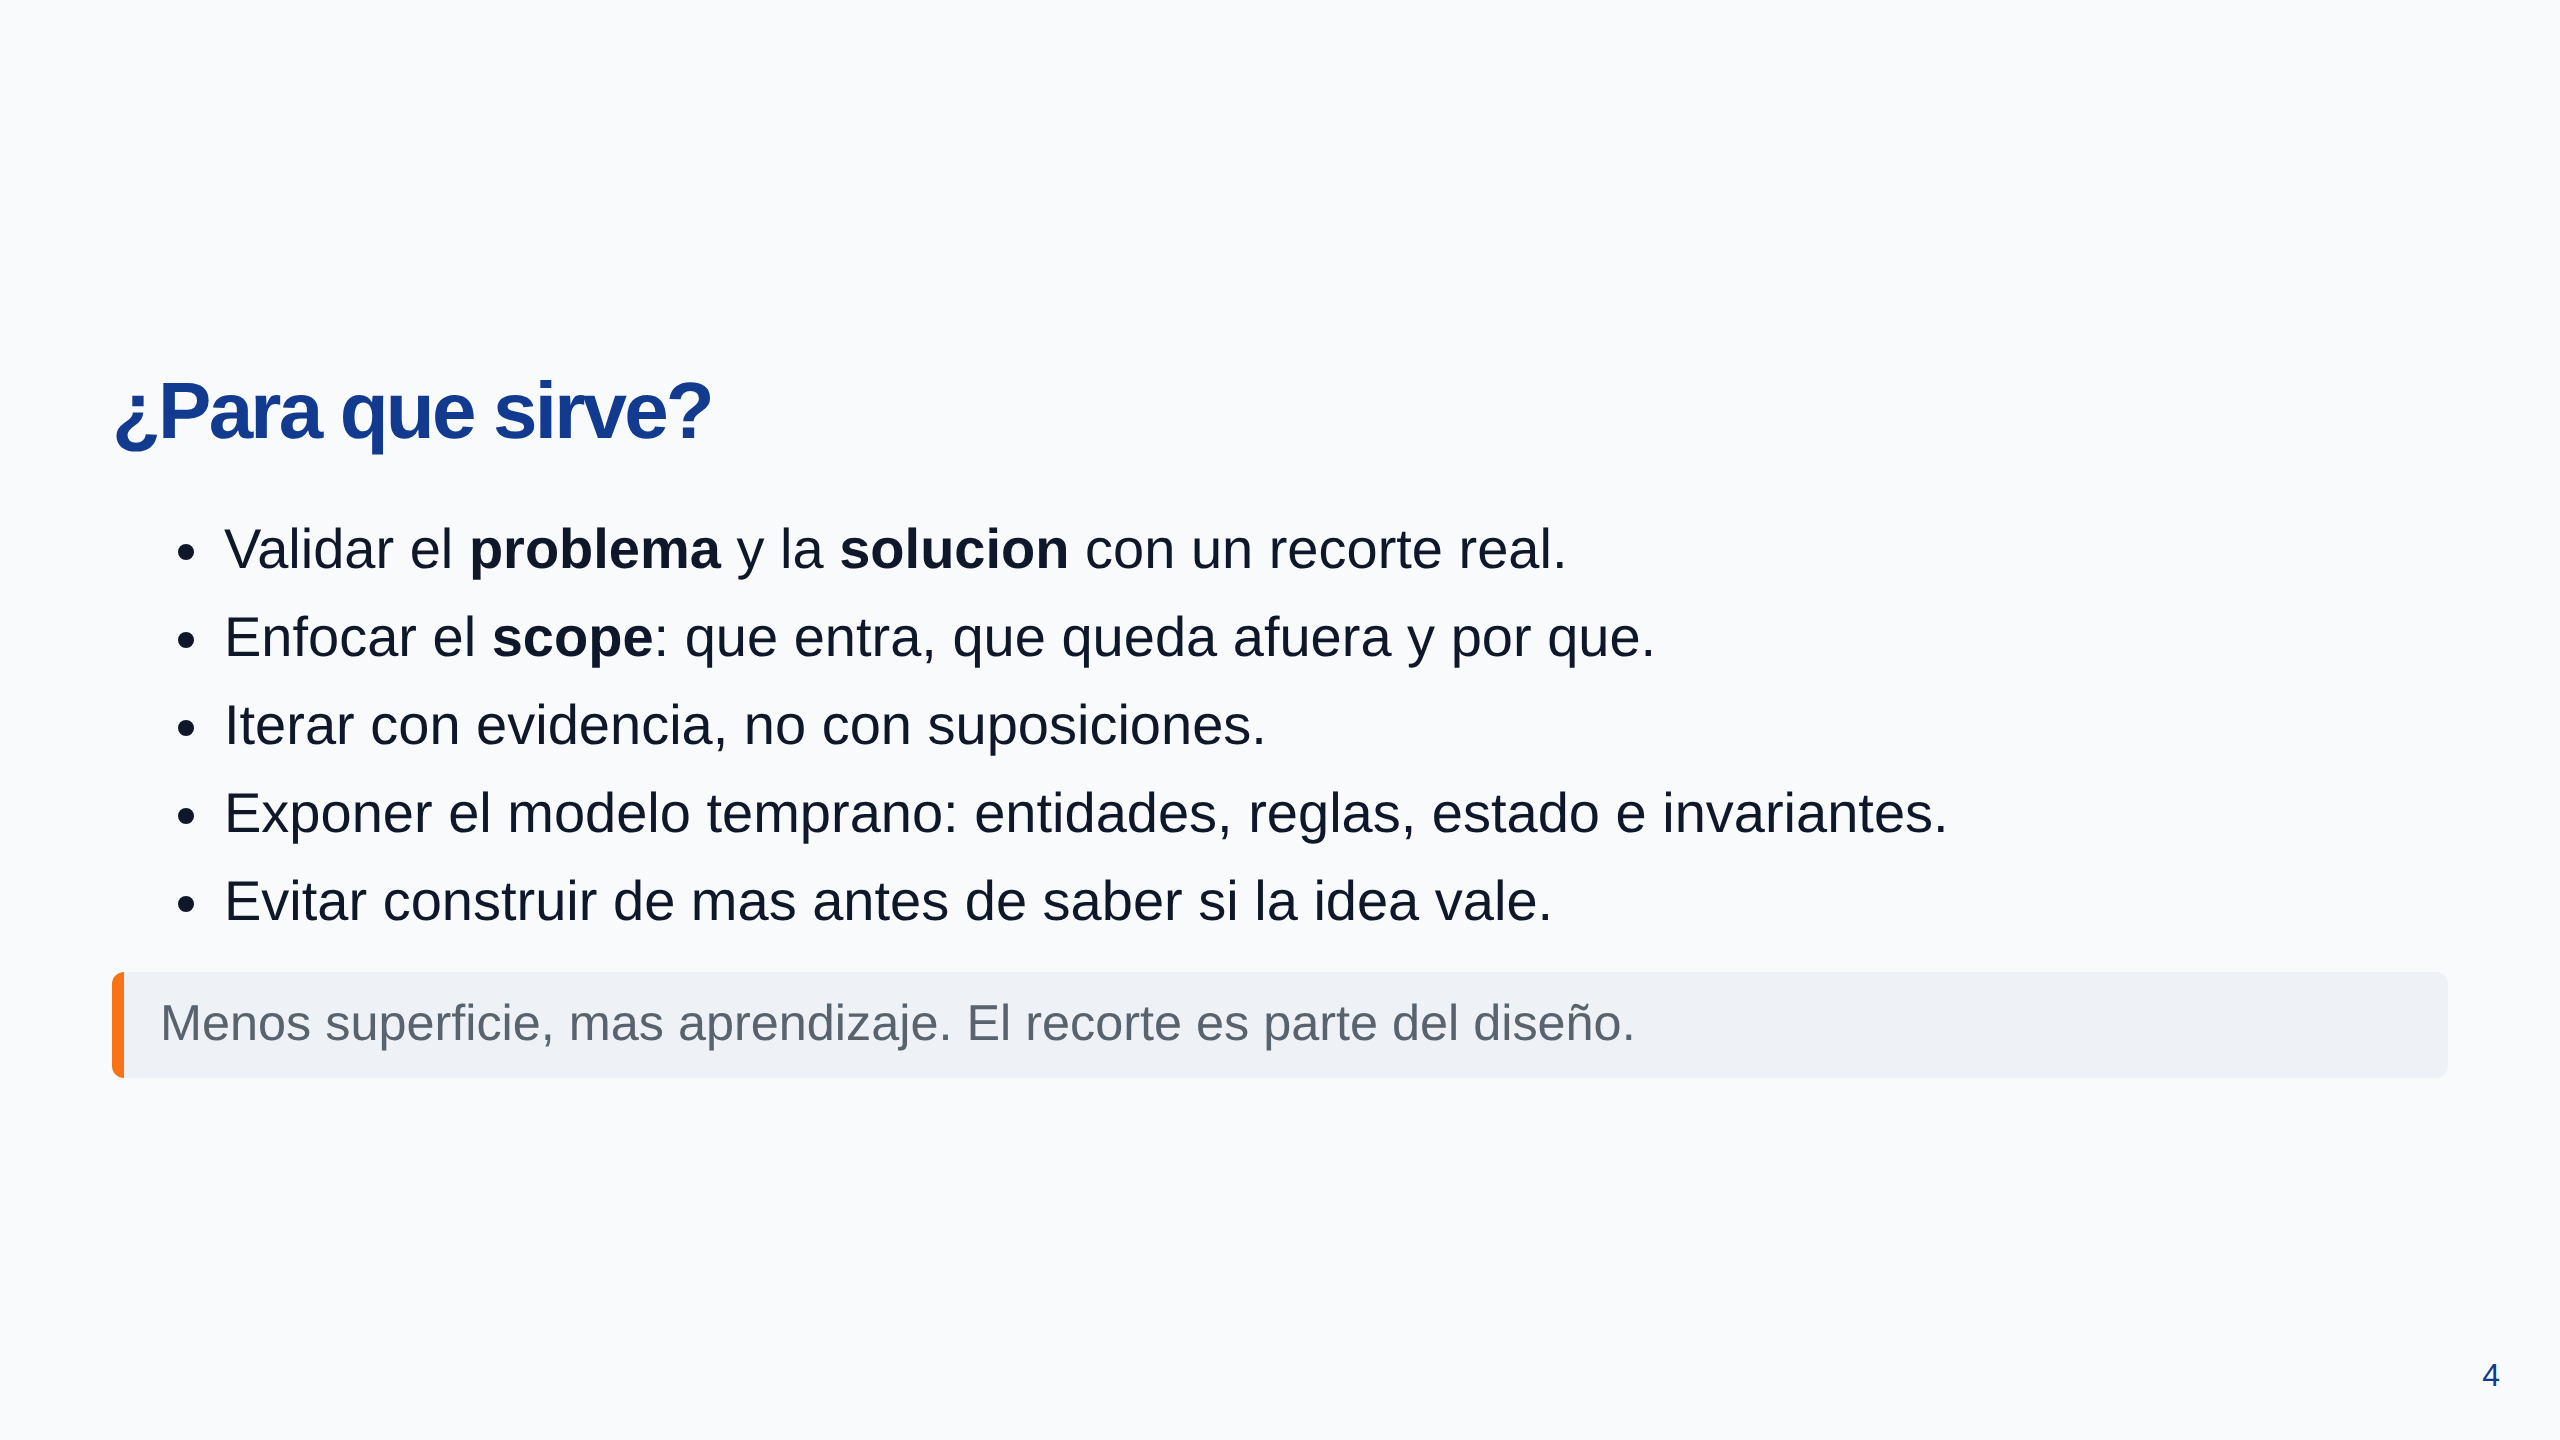 ¿Para que sirve?
Validar el problema y la solucion con un recorte real.
Enfocar el scope: que entra, que queda afuera y por que.
Iterar con evidencia, no con suposiciones.
Exponer el modelo temprano: entidades, reglas, estado e invariantes.
Evitar construir de mas antes de saber si la idea vale.
Menos superficie, mas aprendizaje. El recorte es parte del diseño.
4